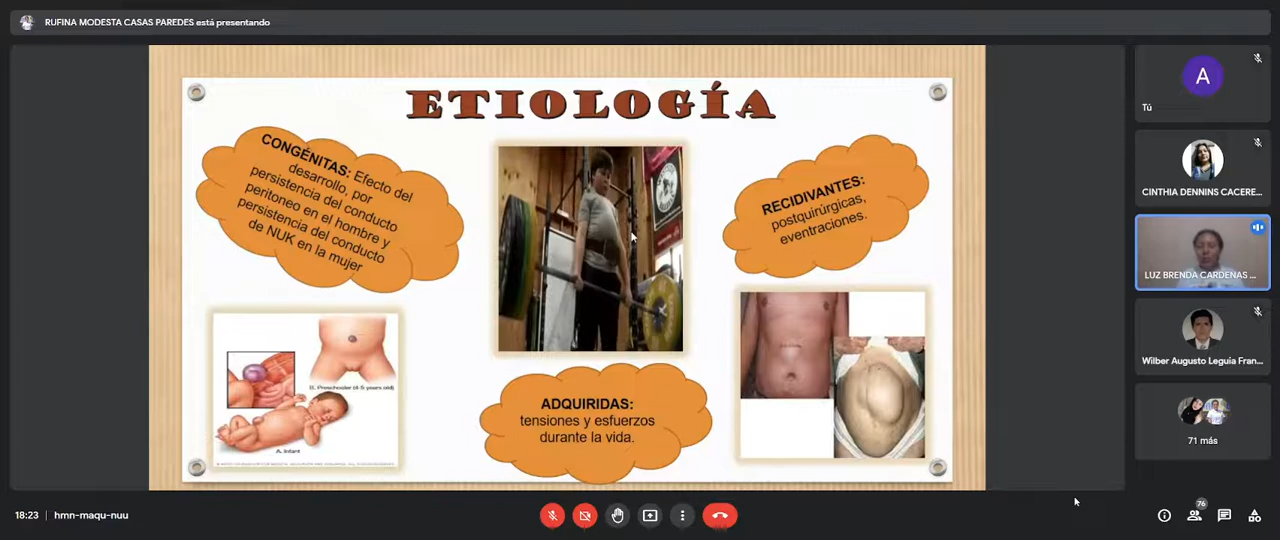 RUFINA MODESTA CASAS PAREDES está presentando
ETIOLOGÍA
CONGÉNITAS: Efecto del
desarrollo, por
persistencia del conducto
peritoneo en el hombre y
persistencia del conducto
de NUK en la mujer
RECIDIVANTES:
postquirúrgicas,
eventraciones.
B. Preschooler (4-5 years old)
A. Infant
ADQUIRIDAS:
tensiones y esfuerzos
durante la vida.
A
Tú
CINTHIA DENNINS CACERE...
LUZ BRENDA CARDENAS ...
Wilber Augusto Leguia Fran...
71 más
18:23 | hmn-maqu-nuu
76